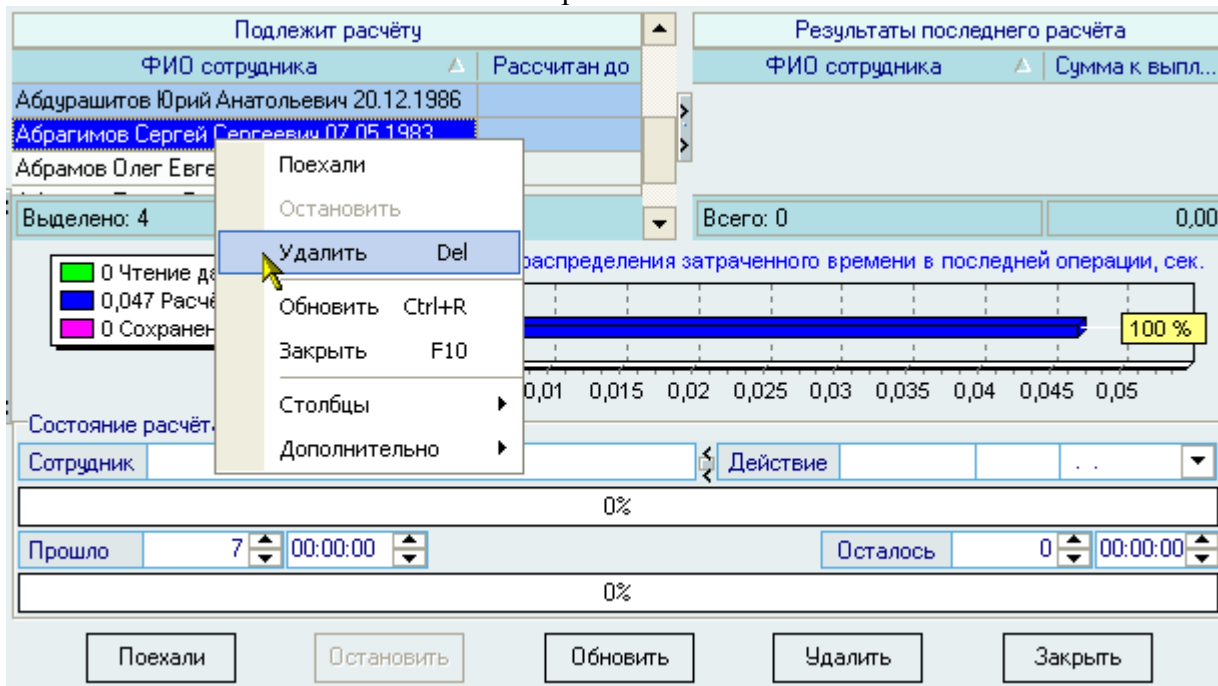 Подлежит расчёту
Результаты последнего расчёта
ФИО сотрудника Рассчитан до
ФИО сотрудника Сумма к выпл...
Абдурашитов Юрий Анатольевич 20.12.1986
Абрагимов Сергей Сергеевич 07.05.1983
Абрамов Олег Евге
Выделено: 4
Всего: 0 0,00
Поехали
Остановить
Удалить Del
Обновить Ctrl+R
Закрыть F10
Столбцы
Дополнительно
распределения затраченного времени в последней операции, сек.
0 Чтение да
0,047 Расчё
0 Сохранен
100 %
0,01 0,015 0,02 0,025 0,03 0,035 0,04 0,045 0,05
Состояние расчёт
Сотрудник Действие . .
0%
Прошло 7 00:00:00 Осталось 0 00:00:00
0%
Поехали Остановить Обновить Удалить Закрыть